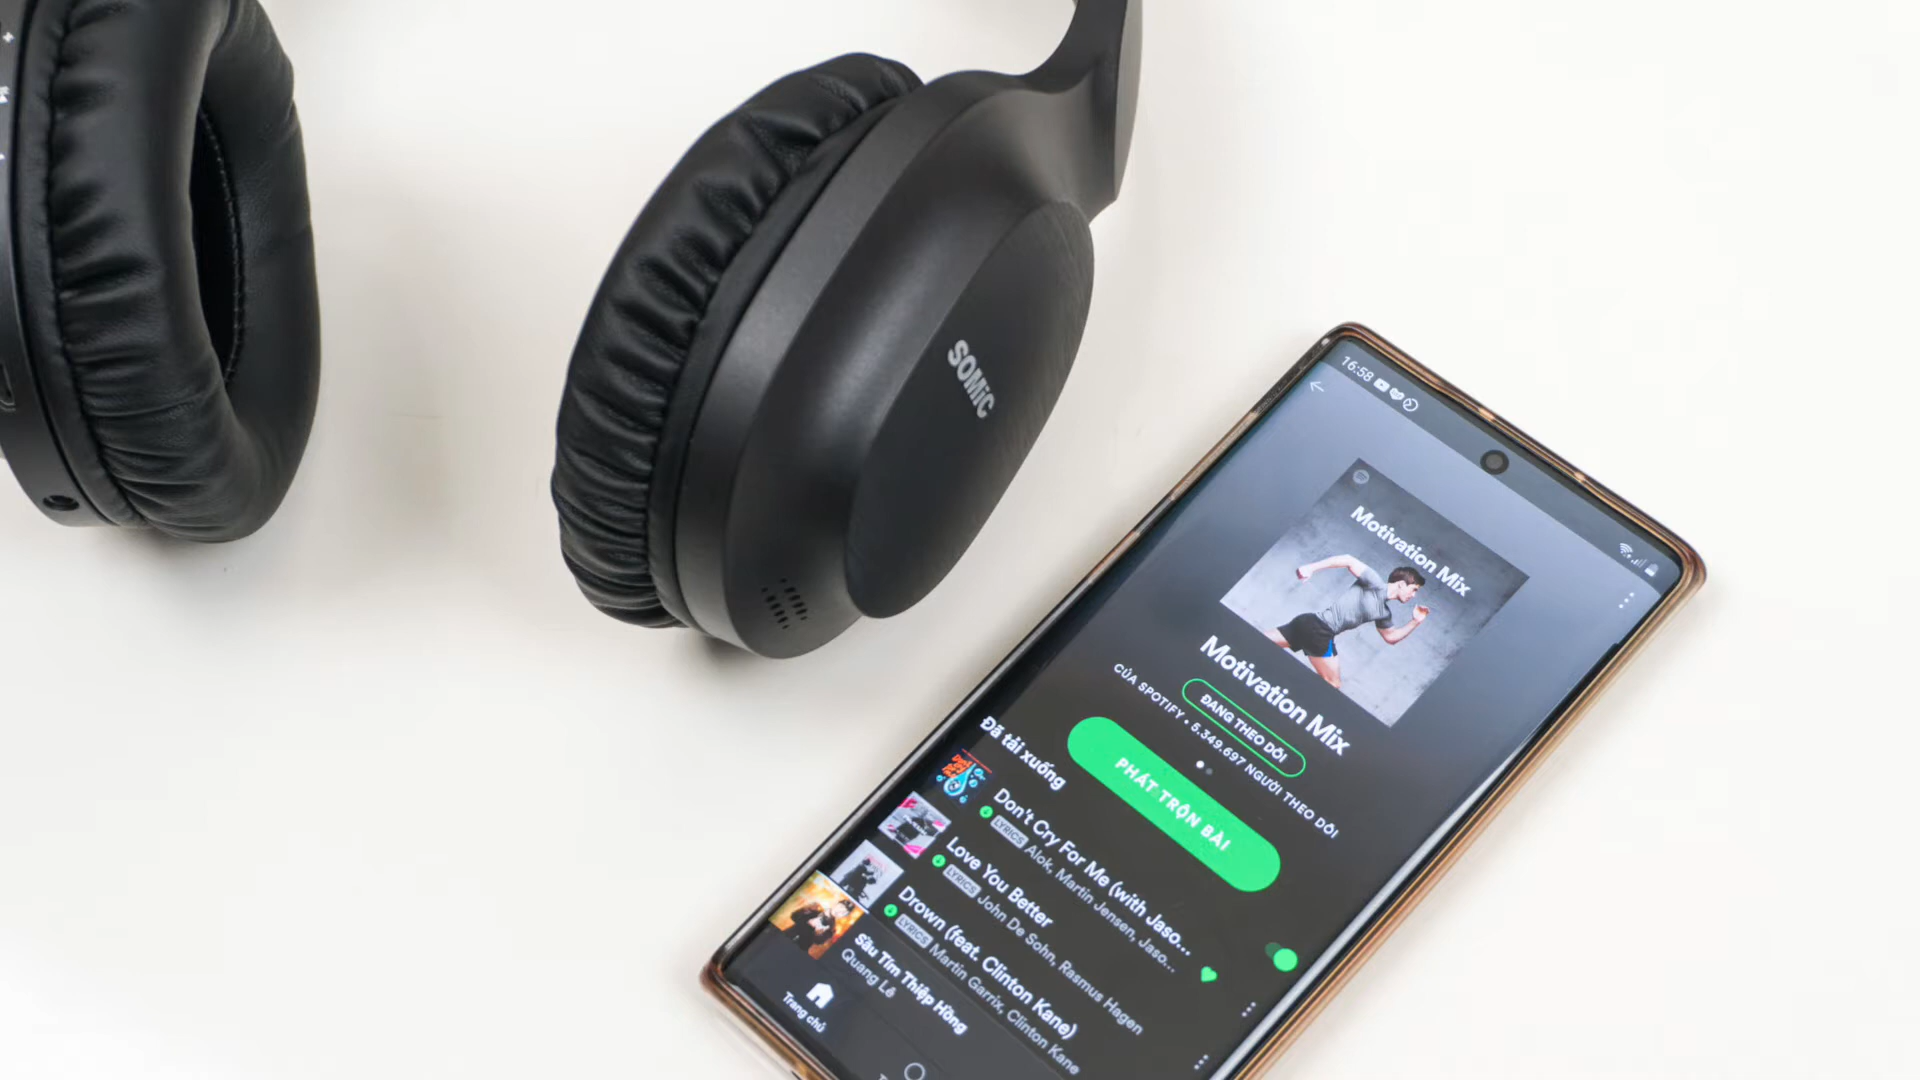 SOMiC
16:58
Motivation Mix
Motivation Mix
ĐANG THEO DÕI
CỦA SPOTIFY • 5.349.697 NGƯỜI THEO DÕI
PHÁT TRỘN BÀI
Đã tải xuống
Don't Cry For Me (with Jaso...
LYRICS Alok, Martin Jensen, Jaso...
Love You Better
LYRICS John De Sohn, Rasmus Hagen
Drown (feat. Clinton Kane)
LYRICS Martin Garrix, Clinton Kane
Sầu Tím Thiệp Hồng
Quang Lê
Trang chủ